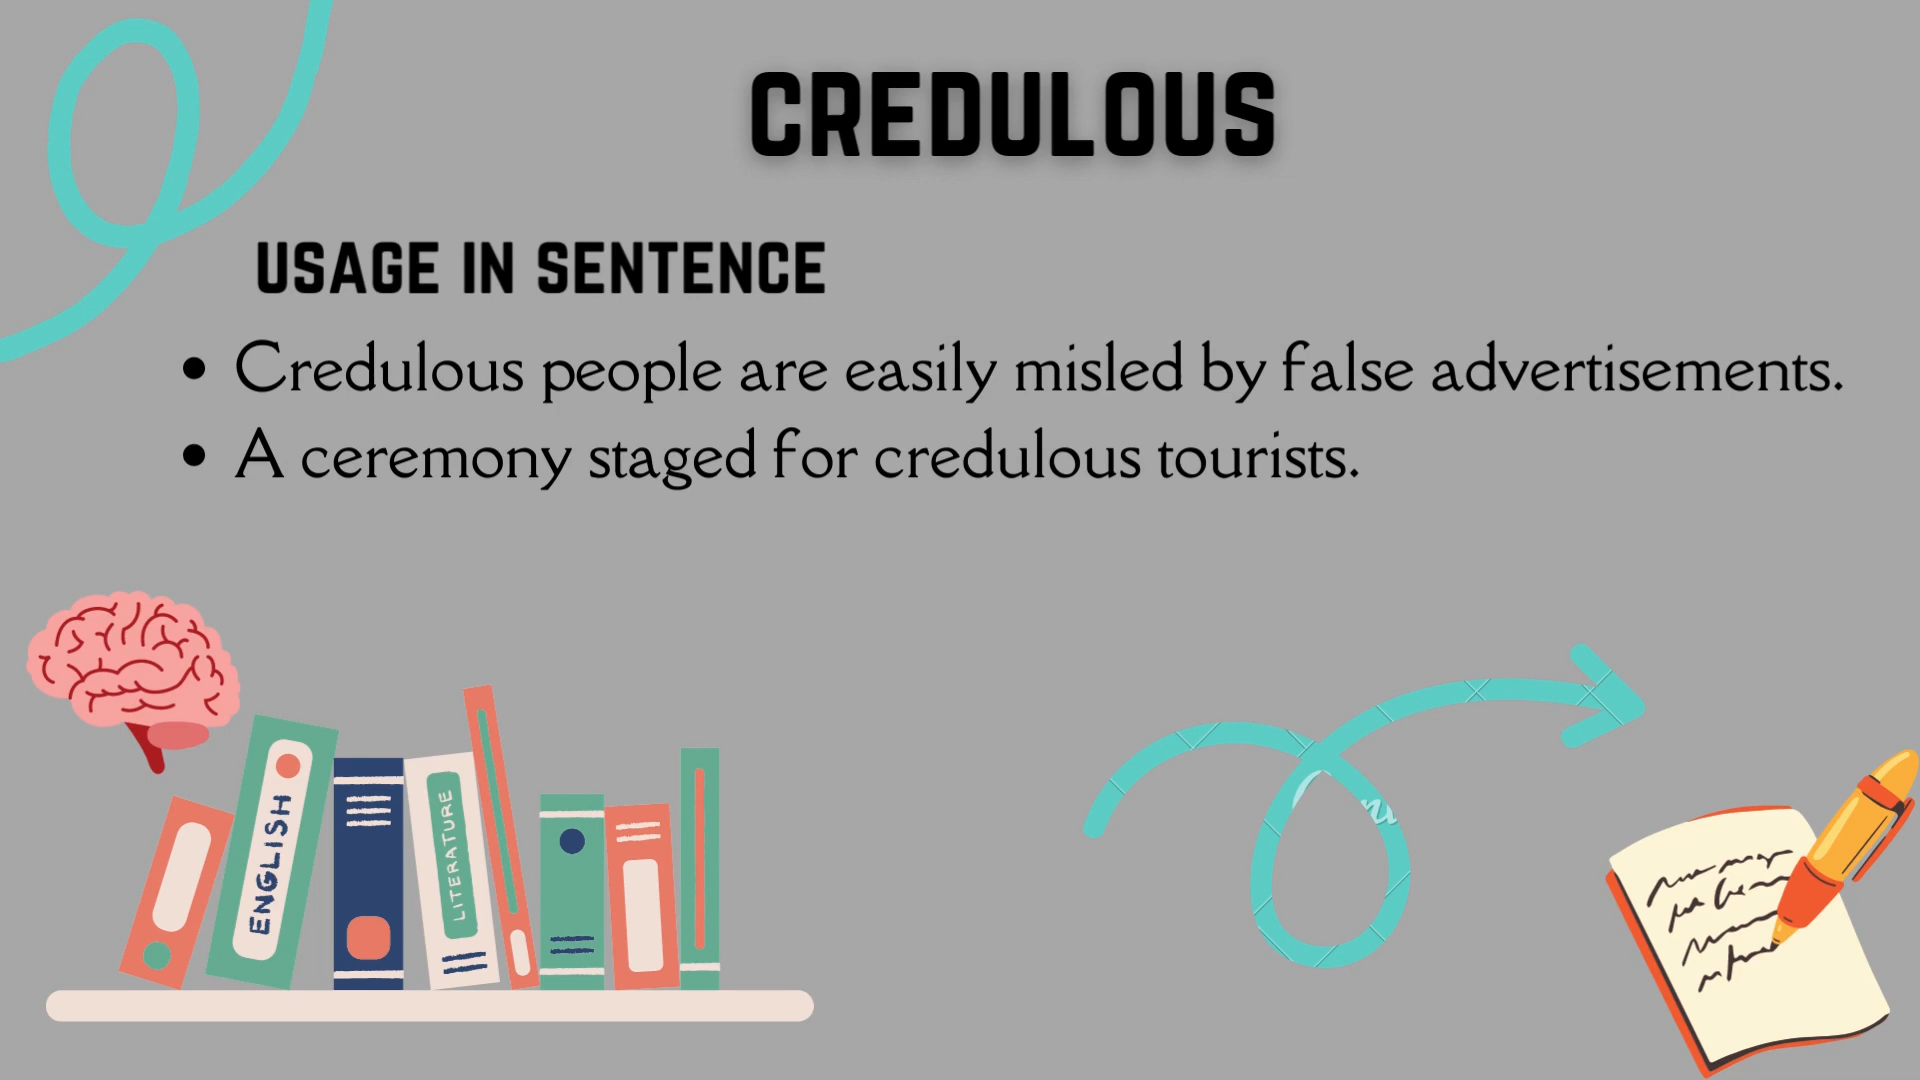 CREDULOUS
USAGE IN SENTENCE
• Credulous people are easily misled by false advertisements.
• A ceremony staged for credulous tourists.
ENGLISH
LITERATURE